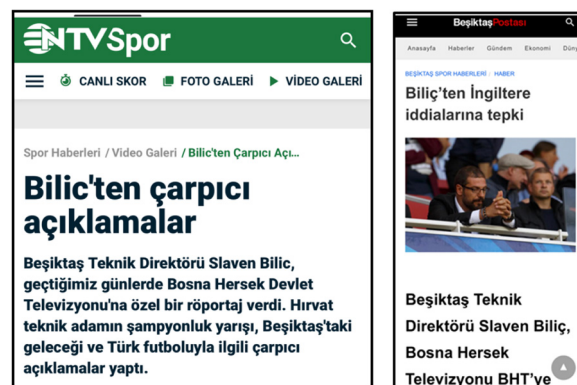 NTVSpor
CANLI SKOR FOTO GALERİ VİDEO GALERİ
Spor Haberleri / Video Galeri / Bilic'ten Çarpıcı Açı...
Bilic'ten çarpıcı
açıklamalar
Beşiktaş Teknik Direktörü Slaven Bilic,
geçtiğimiz günlerde Bosna Hersek Devlet
Televizyonu'na özel bir röportaj verdi. Hırvat
teknik adamın şampiyonluk yarışı, Beşiktaş'taki
geleceği ve Türk futboluyla ilgili çarpıcı
açıklamalar yaptı.
BeşiktaşPostası
Anasayfa Haberler Gündem Ekonomi Düny
BEŞİKTAŞ SPOR HABERLERİ / HABER
Biliç’ten İngiltere
iddialarına tepki
Beşiktaş Teknik
Direktörü Slaven Biliç,
Bosna Hersek
Televizyonu BHT’ye